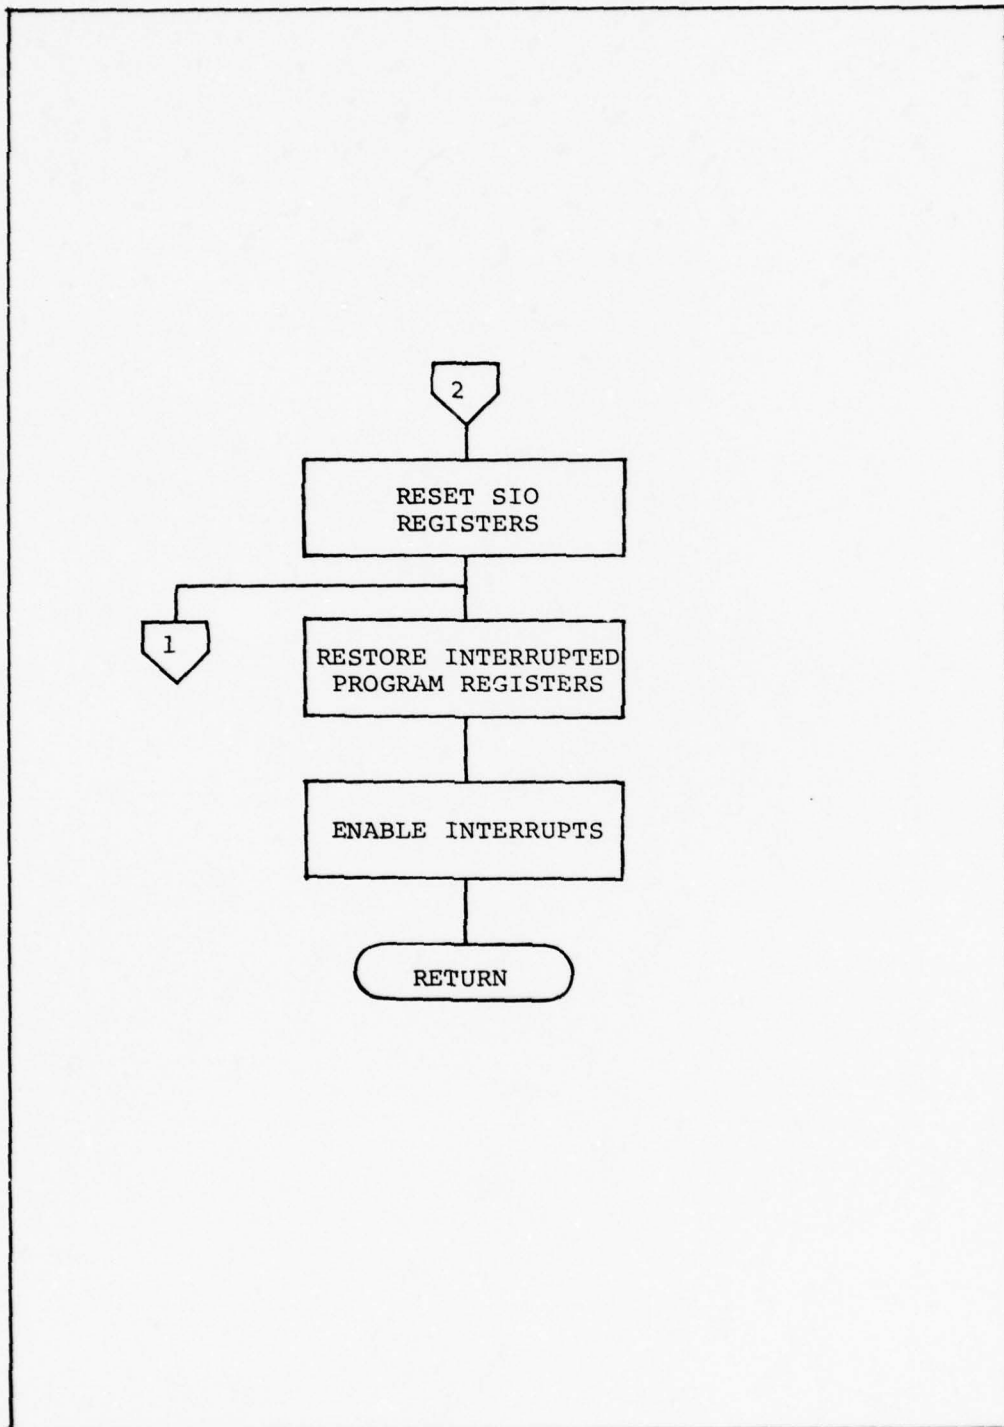 2
RESET SIO
REGISTERS
1
RESTORE INTERRUPTED
PROGRAM REGISTERS
ENABLE INTERRUPTS
RETURN